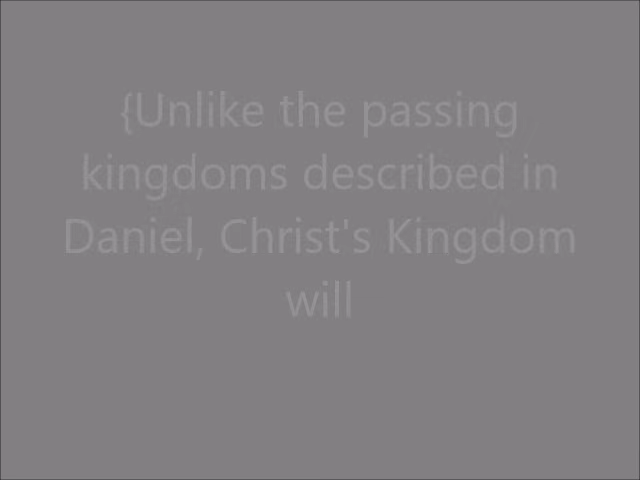 {Unlike the passing
kingdoms described in
Daniel, Christ's Kingdom
will